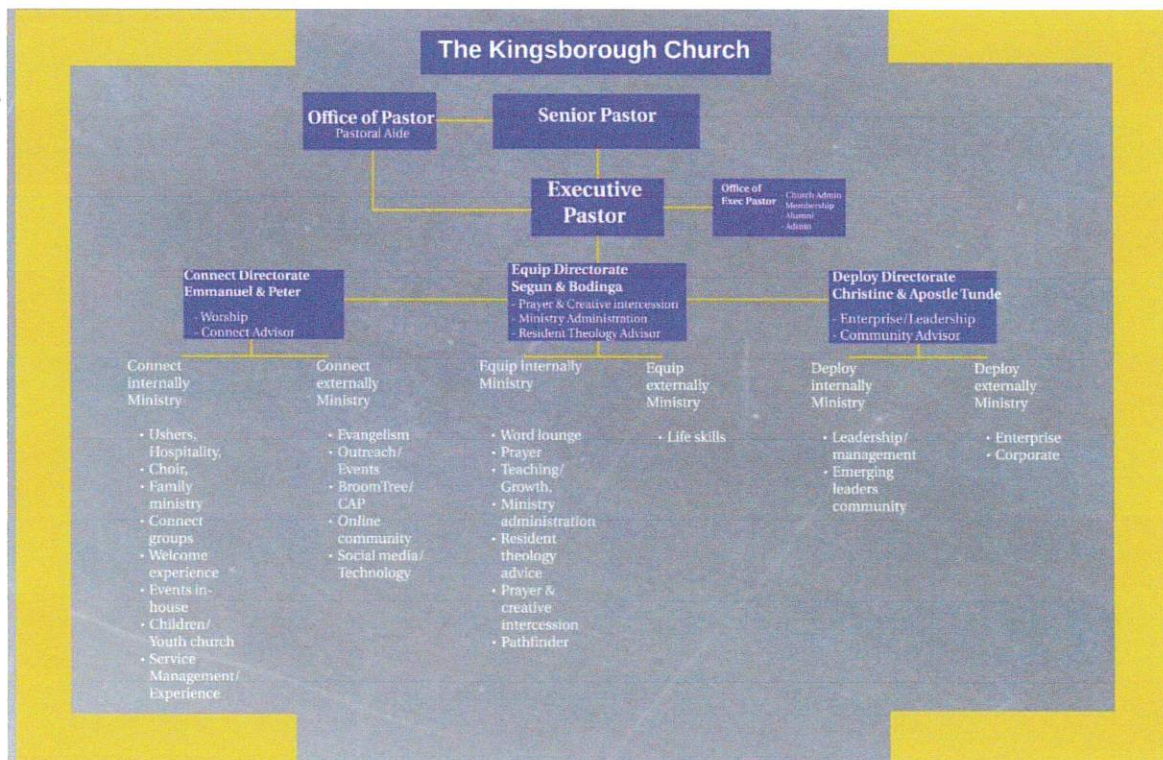 The Kingsborough Church
Office of Pastor
Pastoral Aide
Senior Pastor
Executive
Pastor
Office of
Exec Pastor
- Church Admin
Membership
Alumni
- Admin
Connect Directorate
Emmanuel & Peter
- Worship
- Connect Advisor
Equip Directorate
Segun & Bodinga
- Prayer & Creative intercession
- Ministry Administration
- Resident Theology Advisor
Deploy Directorate
Christine & Apostle Tunde
- Enterprise/Leadership
- Community Advisor
Connect
internally
Ministry
• Ushers,
Hospitality,
• Choir,
• Family
ministry
• Connect
groups
• Welcome
experience
• Events in-
house
• Children/
Youth church
• Service
Management/
Experience
Connect
externally
Ministry
• Evangelism
• Outreach/
Events
• BroomTree/
CAP
• Online
community
• Social media/
Technology
Equip internally
Ministry
• Word lounge
• Prayer
• Teaching/
Growth,
• Ministry
administration
• Resident
theology
advice
• Prayer &
creative
intercession
• Pathfinder
Equip
externally
Ministry
• Life skills
Deploy
internally
Ministry
• Leadership/
management
• Emerging
leaders
community
Deploy
externally
Ministry
• Enterprise
• Corporate